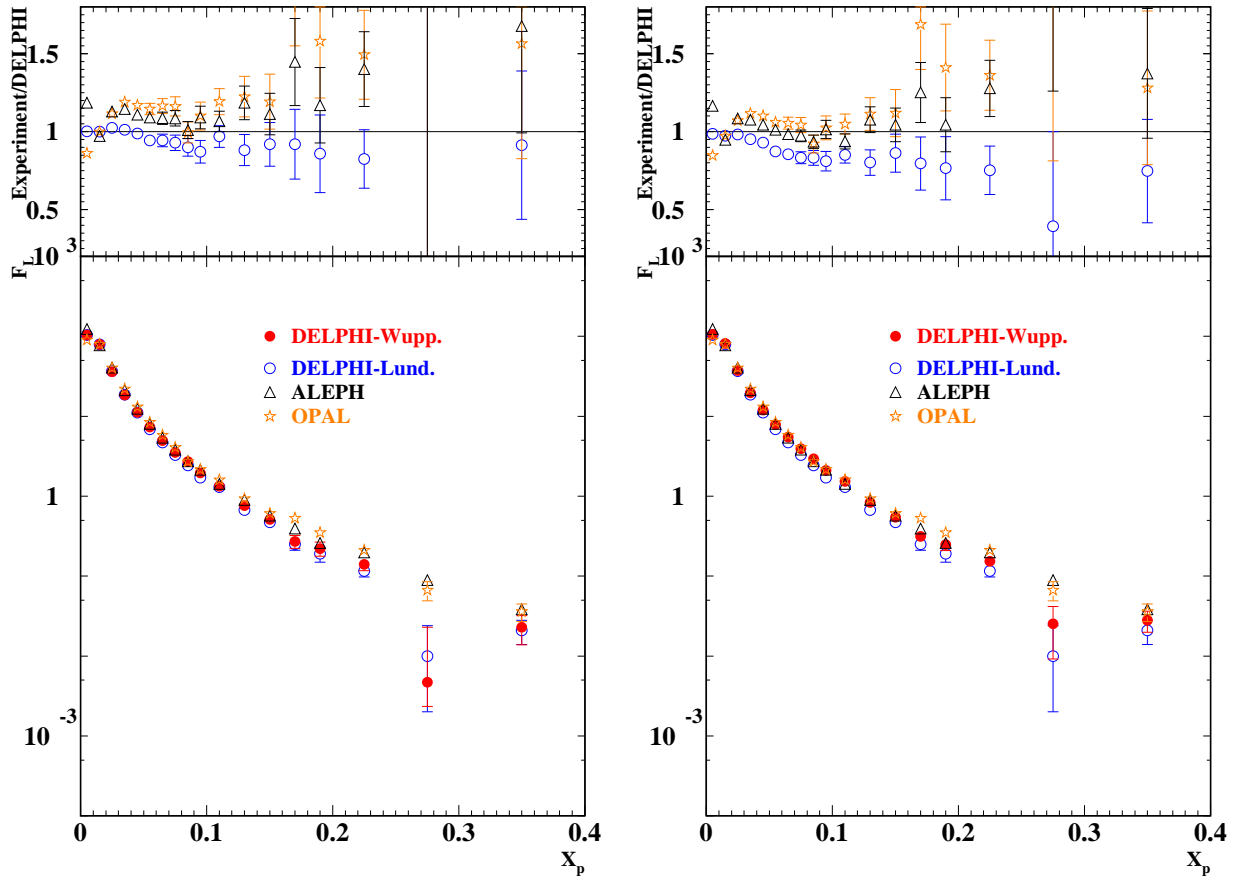 Experiment/DELPHI
1.5
1
0.5
10 3
F_L
DELPHI-Wupp.
DELPHI-Lund.
ALEPH
OPAL
1
10 -3
0 0.1 0.2 0.3 0.4
X_p
Experiment/DELPHI
1.5
1
0.5
10 3
F_L
DELPHI-Wupp.
DELPHI-Lund.
ALEPH
OPAL
1
10 -3
0 0.1 0.2 0.3 0.4
X_p